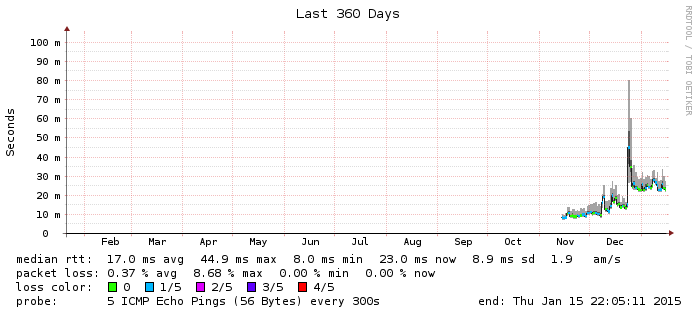 Last 360 Days
RRDTOOL / TOBI OETIKER
Seconds
100 m
90 m
80 m
70 m
60 m
50 m
40 m
30 m
20 m
10 m
0
Feb Mar Apr May Jun Jul Aug Sep Oct Nov Dec
median rtt: 17.0 ms avg 44.9 ms max 8.0 ms min 23.0 ms now 8.9 ms sd 1.9 am/s
packet loss: 0.37 % avg 8.68 % max 0.00 % min 0.00 % now
loss color: 0 1/5 2/5 3/5 4/5
probe: 5 ICMP Echo Pings (56 Bytes) every 300s end: Thu Jan 15 22:05:11 2015